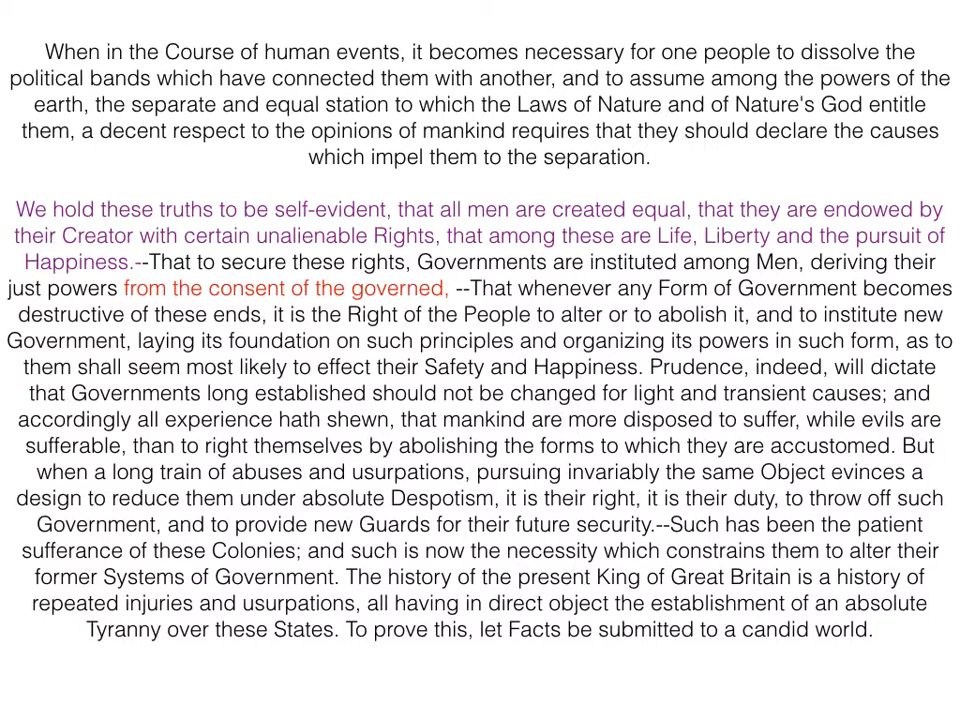 When in the Course of human events, it becomes necessary for one people to dissolve the
political bands which have connected them with another, and to assume among the powers of the
earth, the separate and equal station to which the Laws of Nature and of Nature's God entitle
them, a decent respect to the opinions of mankind requires that they should declare the causes
which impel them to the separation.
We hold these truths to be self-evident, that all men are created equal, that they are endowed by
their Creator with certain unalienable Rights, that among these are Life, Liberty and the pursuit of
Happiness.--That to secure these rights, Governments are instituted among Men, deriving their
just powers from the consent of the governed, --That whenever any Form of Government becomes
destructive of these ends, it is the Right of the People to alter or to abolish it, and to institute new
Government, laying its foundation on such principles and organizing its powers in such form, as to
them shall seem most likely to effect their Safety and Happiness. Prudence, indeed, will dictate
that Governments long established should not be changed for light and transient causes; and
accordingly all experience hath shewn, that mankind are more disposed to suffer, while evils are
sufferable, than to right themselves by abolishing the forms to which they are accustomed. But
when a long train of abuses and usurpations, pursuing invariably the same Object evinces a
design to reduce them under absolute Despotism, it is their right, it is their duty, to throw off such
Government, and to provide new Guards for their future security.--Such has been the patient
sufferance of these Colonies; and such is now the necessity which constrains them to alter their
former Systems of Government. The history of the present King of Great Britain is a history of
repeated injuries and usurpations, all having in direct object the establishment of an absolute
Tyranny over these States. To prove this, let Facts be submitted to a candid world.